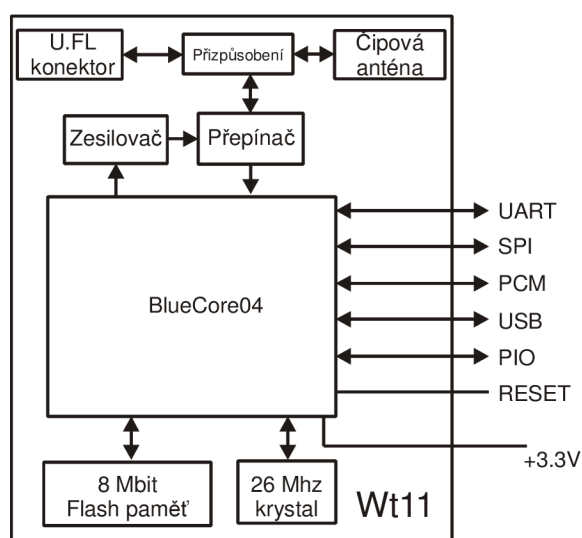 U.FL
konektor
Přizpůsobení
Čipová
anténa
Zesilovač
Přepínač
BlueCore04
UART
SPI
PCM
USB
PIO
RESET
+3.3V
8 Mbit
Flash paměť
26 Mhz
krystal
Wt11